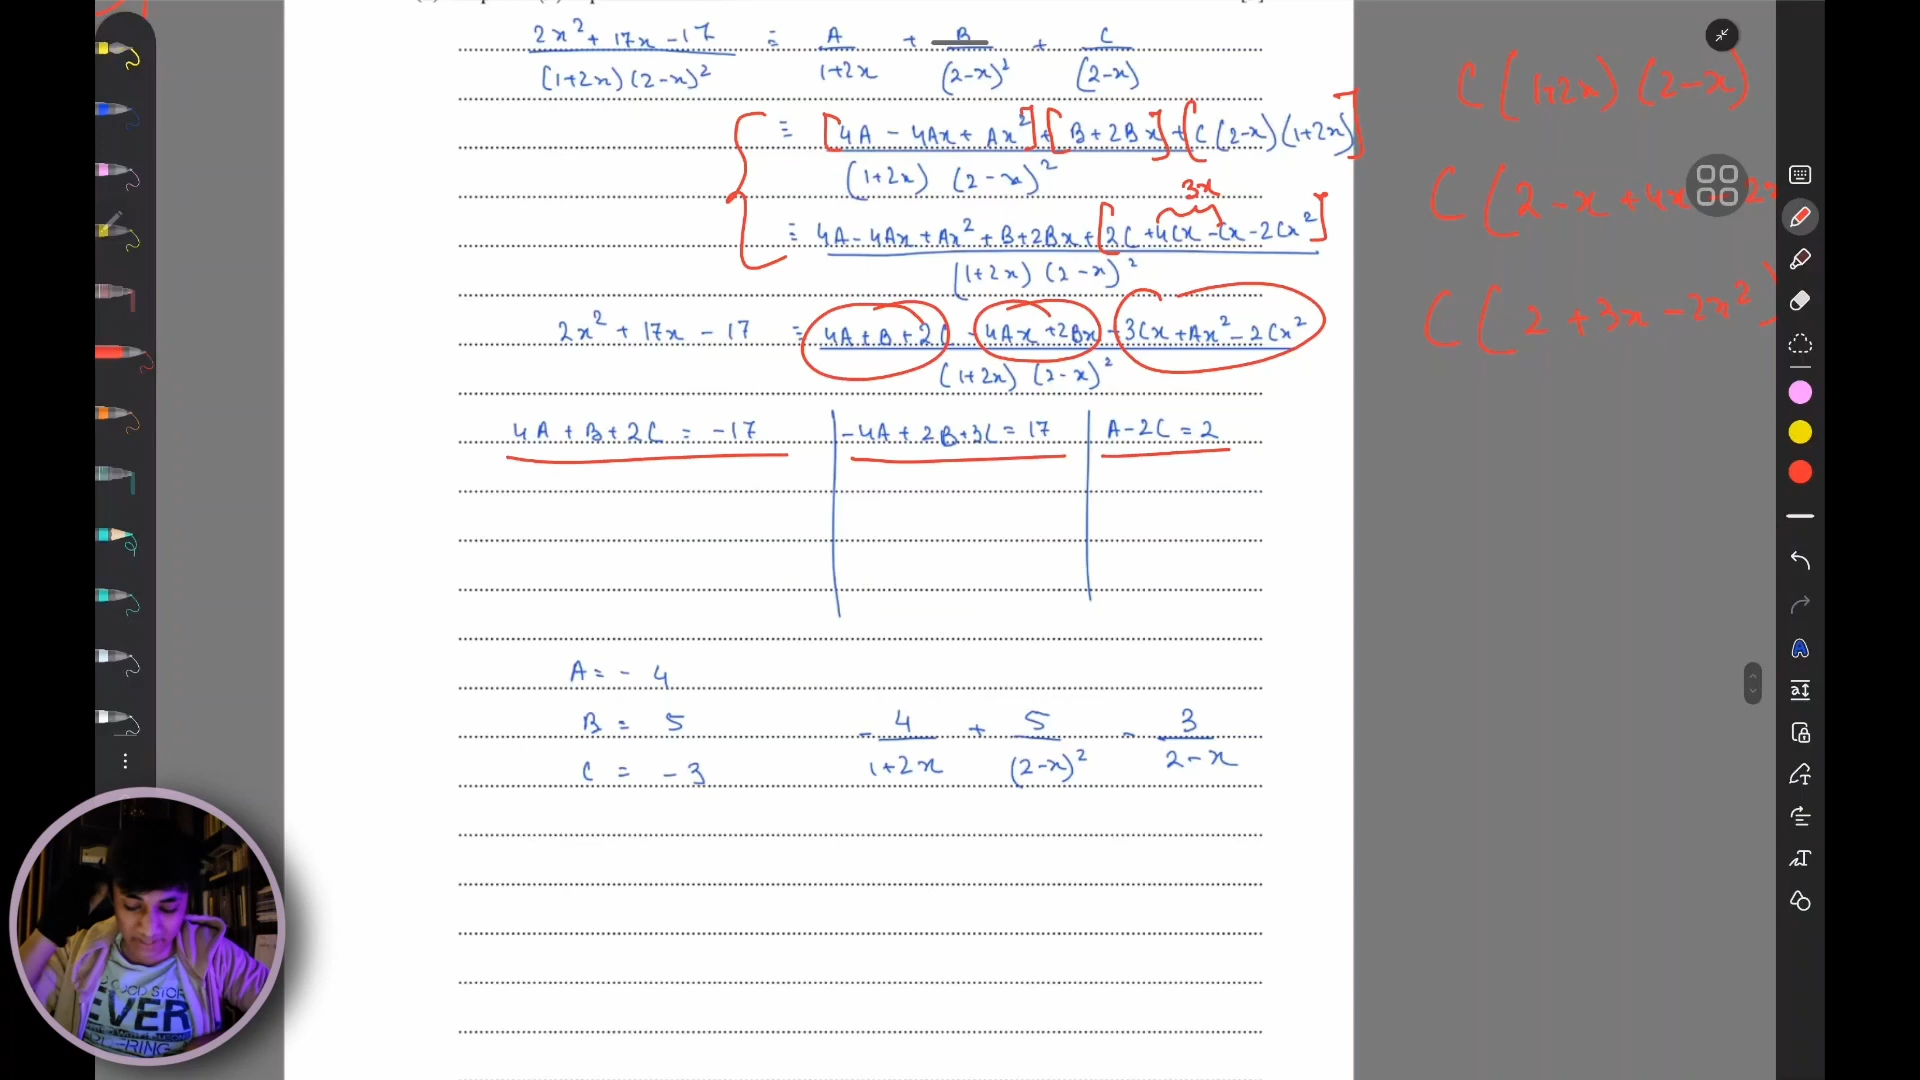 2x² + 17x - 17 / (1+2x)(2-x)² ≡ A / 1+2x + B / (2-x)² + C / (2-x)
C (1+2x) (2-x)
≡ [4A - 4Ax + Ax²] + [B + 2Bx] + [C(2-x)(1+2x)] / (1+2x) (2-x)²
3x
C (2 - x + 4x - 2x
≡ 4A - 4Ax + Ax² + B + 2Bx + [2C + 4Cx - Cx - 2Cx²] / (1+2x) (2-x)²
C (2 + 3x - 2x²)
2x² + 17x - 17 ≡ 4A + B + 2C - 4Ax + 2Bx + 3Cx + Ax² - 2Cx² / (1+2x) (2-x)²
4A + B + 2C = -17
-4A + 2B + 3C = 17
A - 2C = 2
A = - 4
B = 5
C = - 3
- 4 / 1+2x + 5 / (2-x)² - 3 / 2-x
EVER